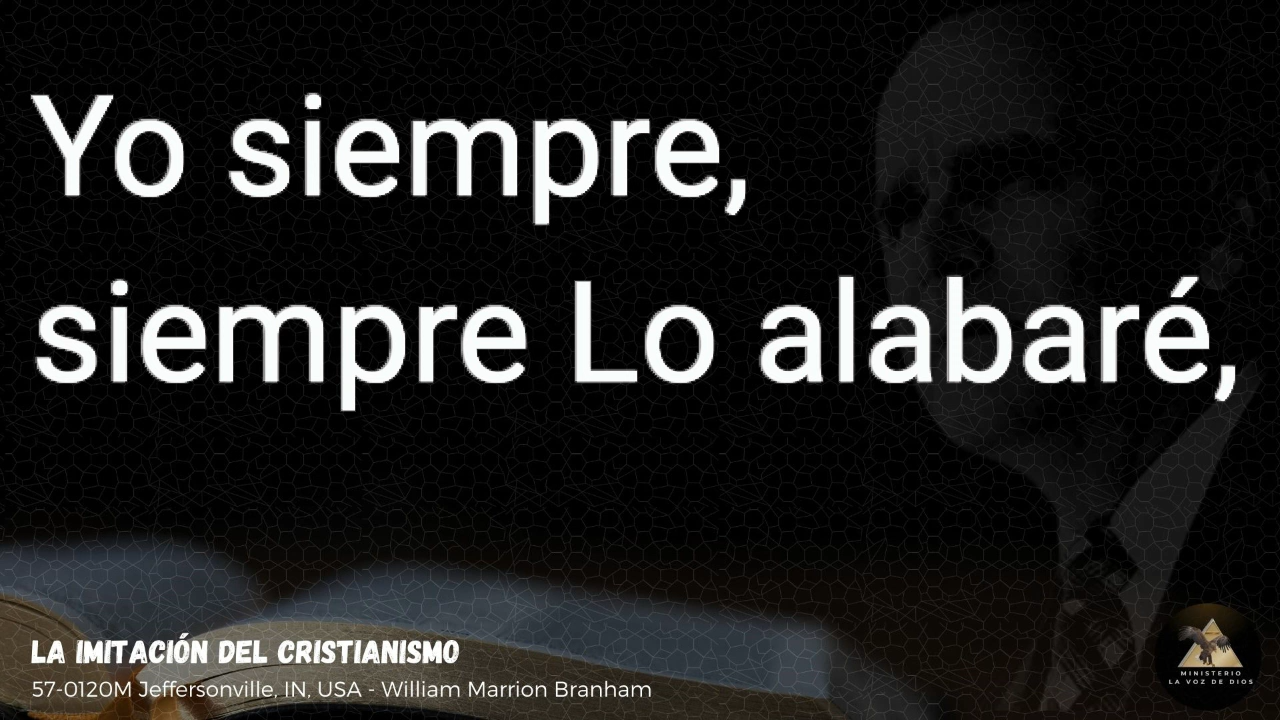 Yo siempre,
siempre Lo alabaré,
LA IMITACIÓN DEL CRISTIANISMO
57-0120M Jeffersonville, IN, USA - William Marrion Branham
MINISTERIO
LA VOZ DE DIOS